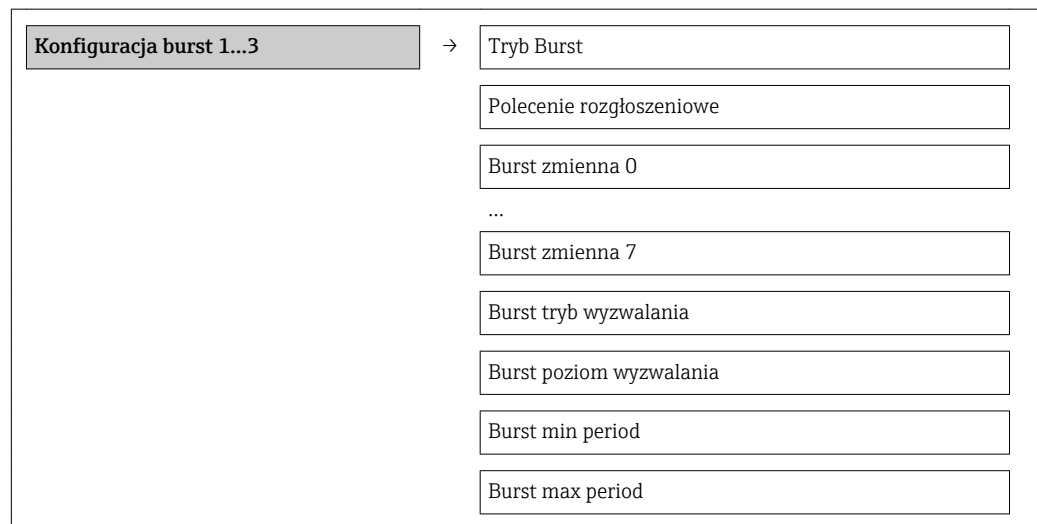 Konfiguracja burst 1…3 → Tryb Burst
Polecenie rozgłoszeniowe
Burst zmienna 0
…
Burst zmienna 7
Burst tryb wyzwalania
Burst poziom wyzwalania
Burst min period
Burst max period